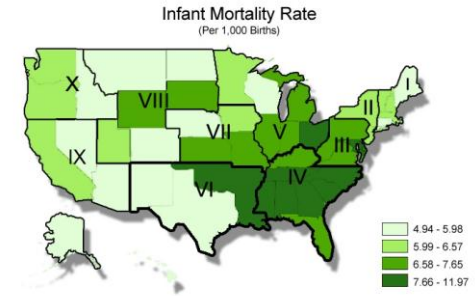 Infant Mortality Rate
(Per 1,000 Births)
X
VIII
I
II
VII
V
III
IX
VI
IV
4.94 - 5.98
5.99 - 6.57
6.58 - 7.65
7.66 - 11.97